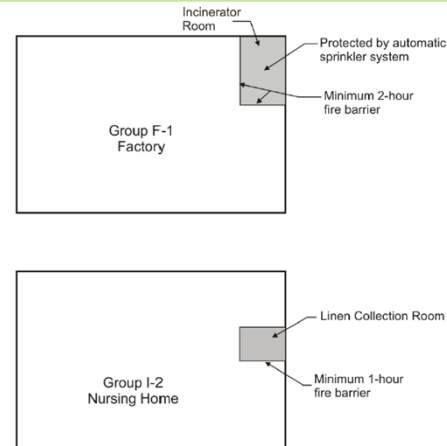 Incinerator
Room
Protected by automatic
sprinkler system
Minimum 2-hour
fire barrier
Group F-1
Factory
Linen Collection Room
Minimum 1-hour
fire barrier
Group I-2
Nursing Home